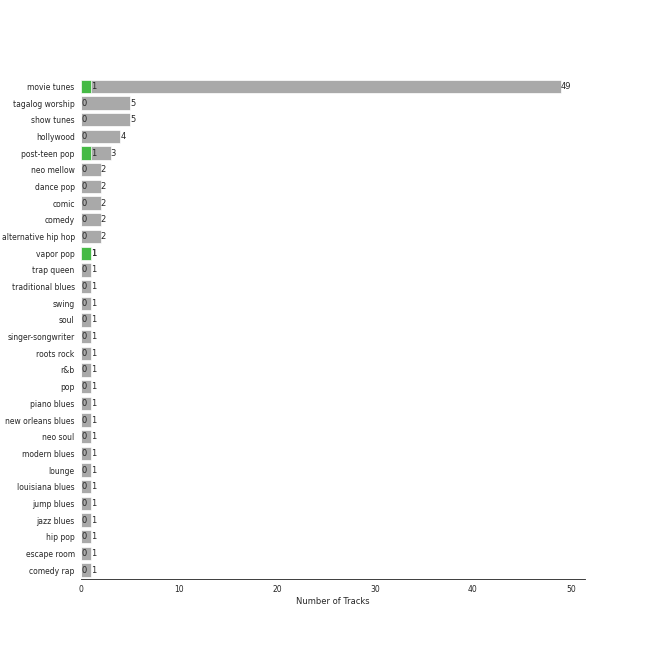 movie tunes 1 49
tagalog worship 0 5
show tunes 0 5
hollywood 0 4
post-teen pop 1 3
neo mellow 0 2
dance pop 0 2
comic 0 2
comedy 0 2
alternative hip hop 0 2
vapor pop 1
trap queen 0 1
traditional blues 0 1
swing 0 1
soul 0 1
singer-songwriter 0 1
roots rock 0 1
r&b 0 1
pop 0 1
piano blues 0 1
new orleans blues 0 1
neo soul 0 1
modern blues 0 1
lounge 0 1
louisiana blues 0 1
jump blues 0 1
jazz blues 0 1
hip pop 0 1
escape room 0 1
comedy rap 0 1
0 10 20 30 40 50
Number of Tracks